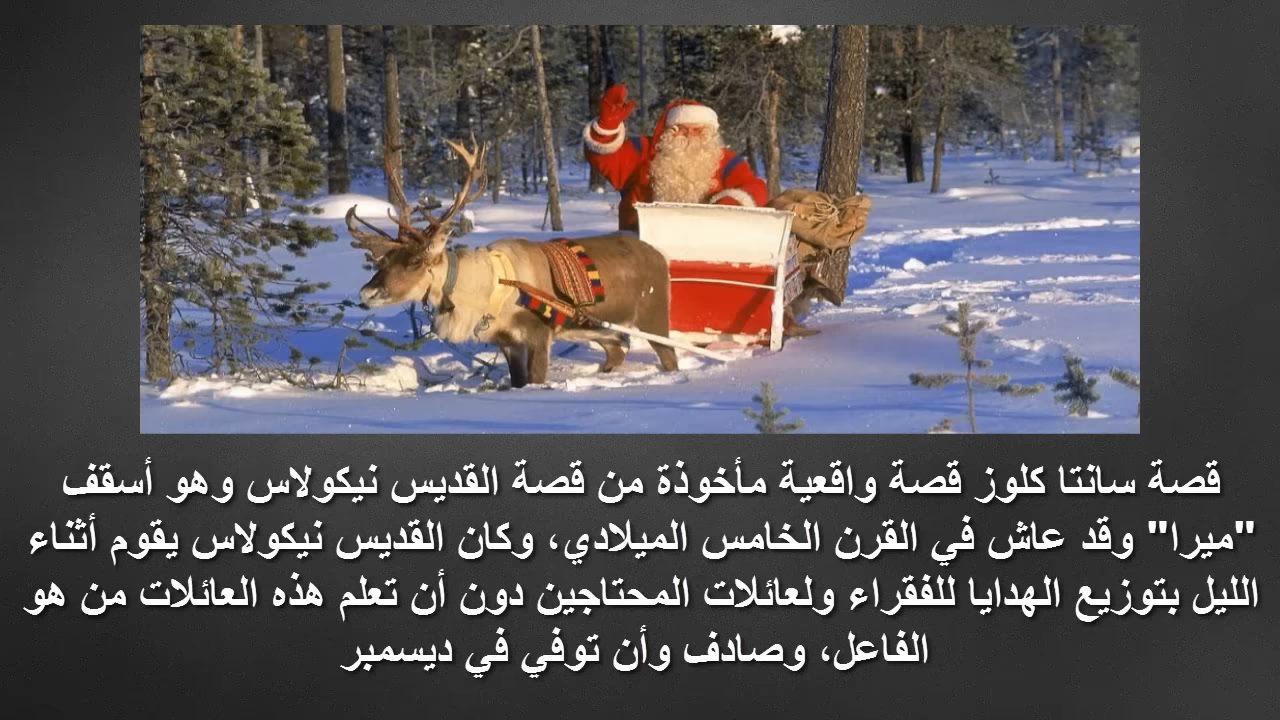 قصة سانتا كلوز قصة واقعية مأخوذة من قصة القديس نيكولاس وهو أسقف
"ميرا" وقد عاش في القرن الخامس الميلادي، وكان القديس نيكولاس يقوم أثناء
الليل بتوزيع الهدايا للفقراء ولعائلات المحتاجين دون أن تعلم هذه العائلات من هو
الفاعل، وصادف وأن توفي في ديسمبر